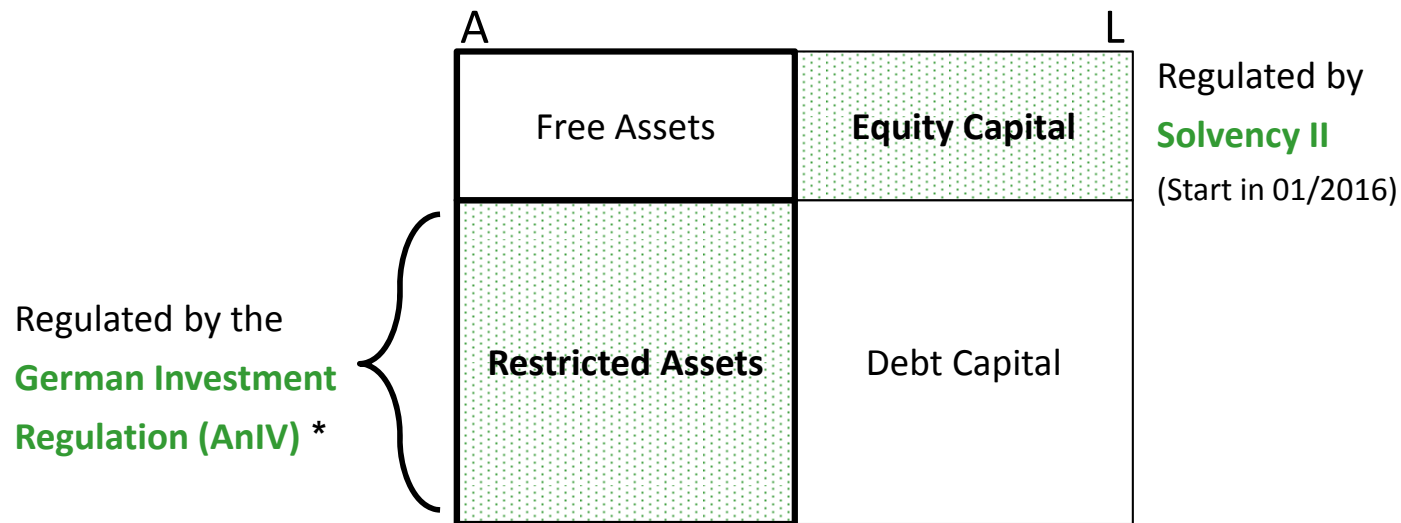 A
L
Free Assets
Equity Capital
Regulated by
Solvency II
(Start in 01/2016)
Regulated by the
German Investment
Regulation (AnIV) *
Restricted Assets
Debt Capital